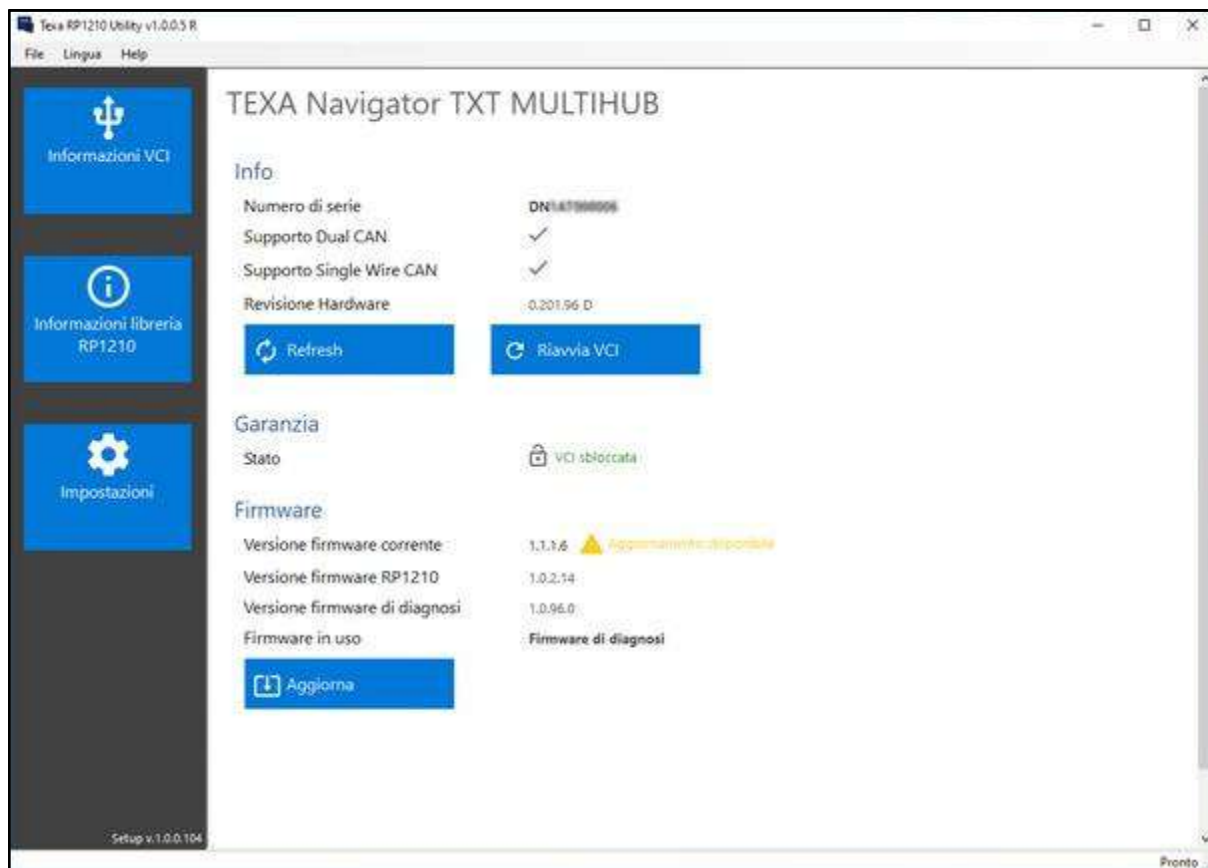 Texa RP1210 Utility v1.0.0.5 R
File Lingua Help
Informazioni VCI
Informazioni libreria
RP1210
Impostazioni
Setup v.1.0.0.104
TEXA Navigator TXT MULTIHUB
Info
Numero di serie DN
Supporto Dual CAN
Supporto Single Wire CAN
Revisione Hardware 0.201.96 D
Refresh Riavvia VCI
Garanzia
Stato VCI sbloccata
Firmware
Versione firmware corrente 1.1.1.6 Aggiornamento disponibile
Versione firmware RP1210 1.0.2.14
Versione firmware di diagnosi 1.0.96.0
Firmware in uso Firmware di diagnosi
Aggiorna
Pronto